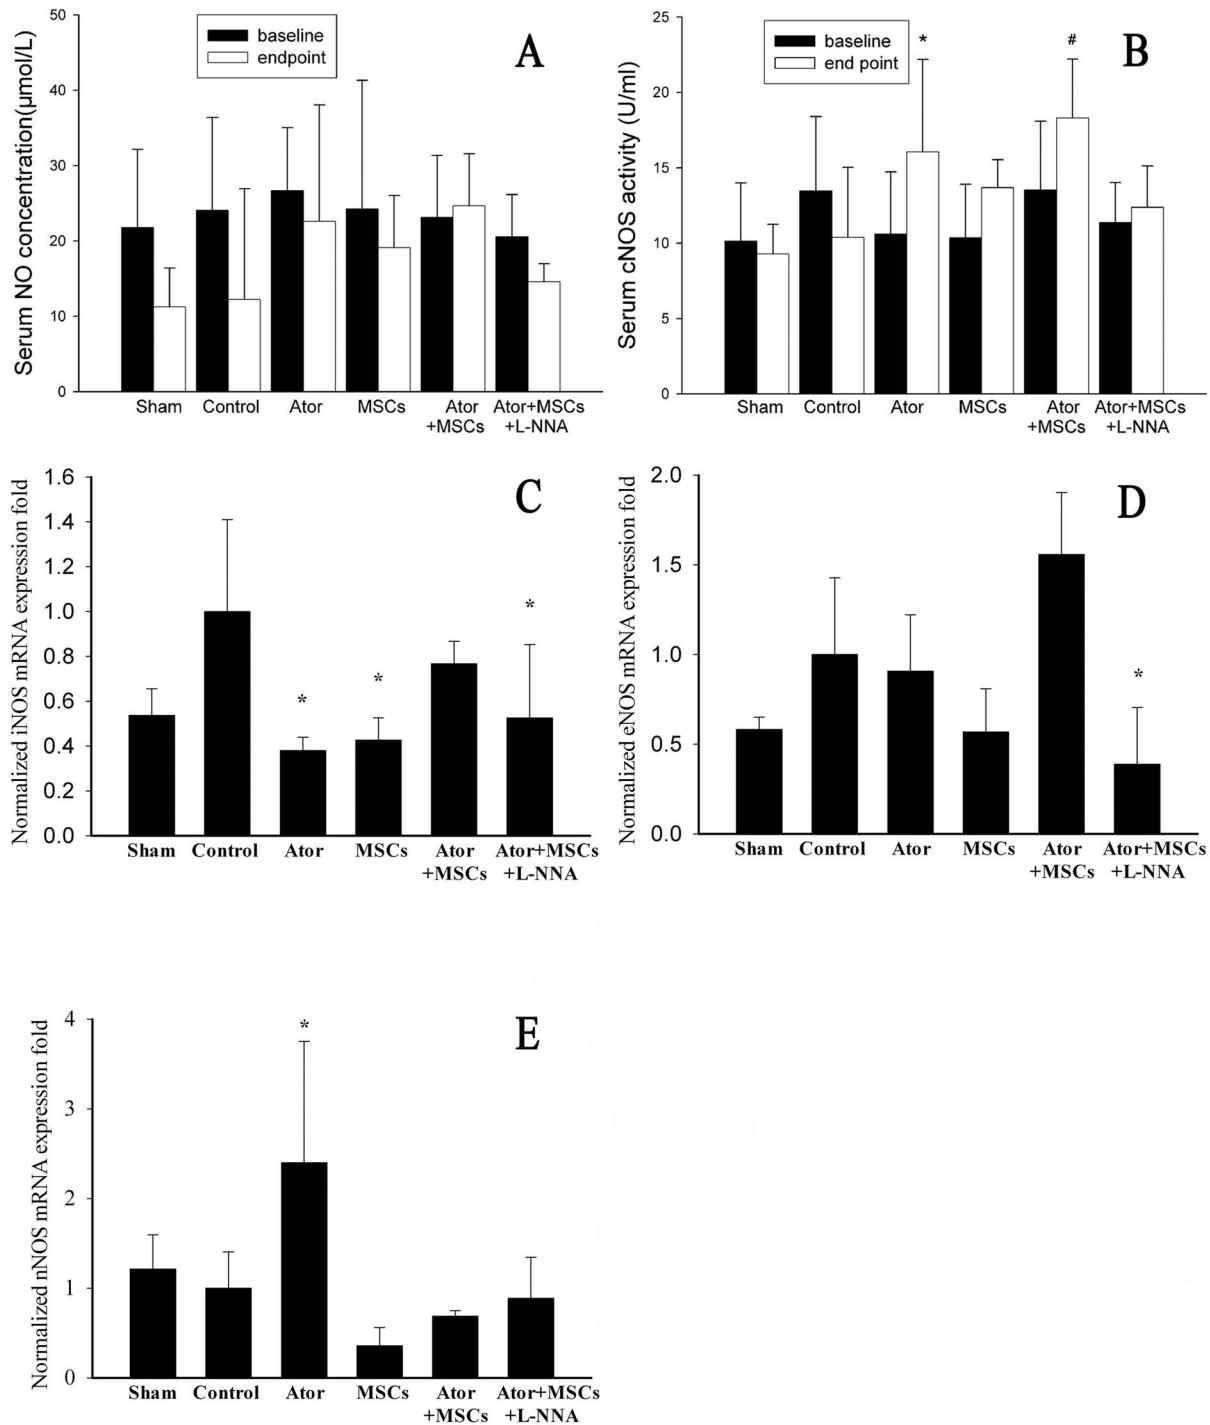 A
baseline
endpoint
Serum NO concentration(μmol/L)
50
40
30
20
10
0
Sham Control Ator MSCs Ator Ator+MSCs
+MSCs +L-NNA
B
baseline
end point
Serum cNOS activity (U/ml)
25
20
15
10
5
0
*
#
Sham Control Ator MSCs Ator Ator+MSCs
+MSCs +L-NNA
C
Normalized iNOS mRNA expression fold
1.6
1.4
1.2
1.0
0.8
0.6
0.4
0.2
0.0
*
*
*
Sham Control Ator MSCs Ator Ator+MSCs
+MSCs +L-NNA
D
Normalized eNOS mRNA expression fold
2.0
1.5
1.0
0.5
0.0
*
Sham Control Ator MSCs Ator Ator+MSCs
+MSCs +L-NNA
E
Normalized nNOS mRNA expression fold
4
3
2
1
0
*
Sham Control Ator MSCs Ator Ator+MSCs
+MSCs +L-NNA